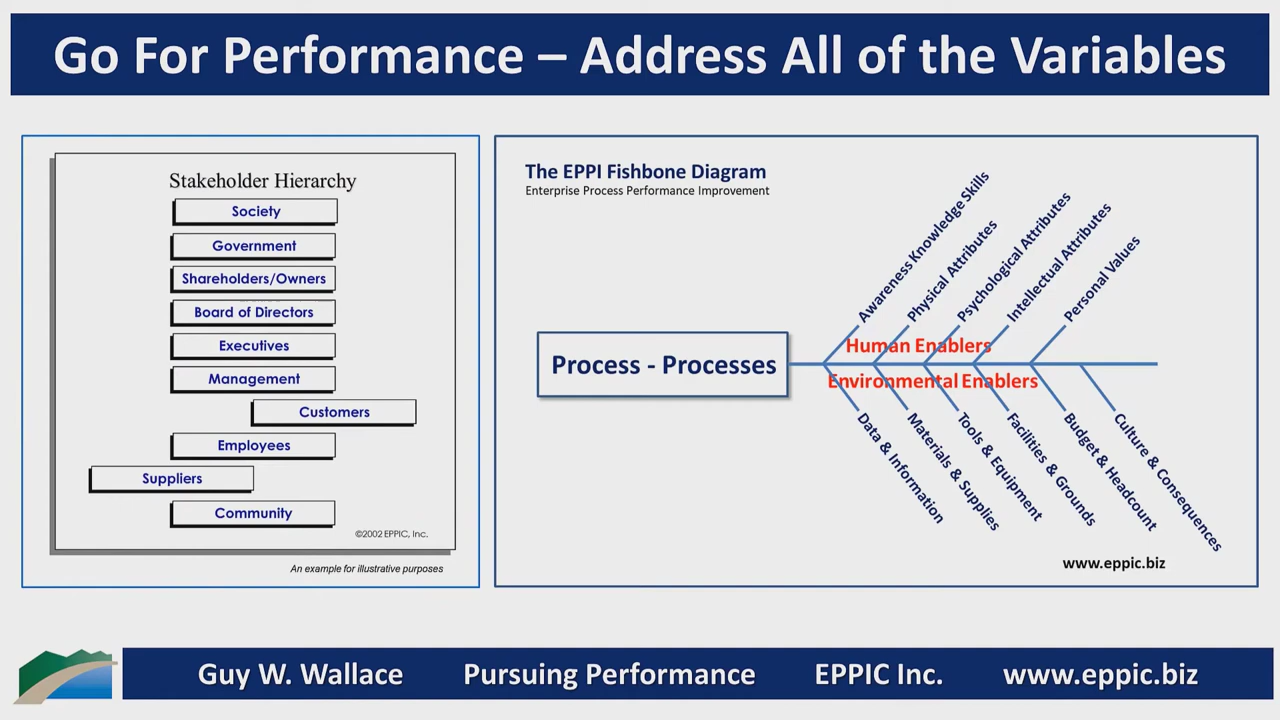 Go For Performance – Address All of the Variables
Stakeholder Hierarchy
Society
Government
Shareholders/Owners
Board of Directors
Executives
Management
Customers
Employees
Suppliers
Community
©2002 EPPIC, Inc.
An example for illustrative purposes
The EPPI Fishbone Diagram
Enterprise Process Performance Improvement
Process - Processes
Awareness Knowledge Skills
Physical Attributes
Psychological Attributes
Intellectual Attributes
Personal Values
Human Enablers
Environmental Enablers
Data & Information
Materials & Supplies
Tools & Equipment
Facilities & Grounds
Budget & Headcount
Culture & Consequences
www.eppic.biz
Guy W. Wallace Pursuing Performance EPPIC Inc. www.eppic.biz